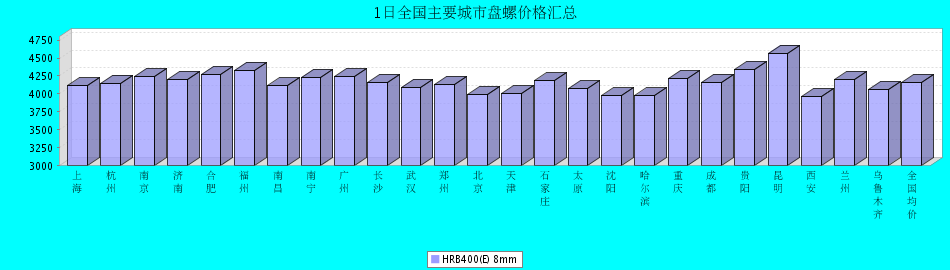 1日全国主要城市盘螺价格汇总
4750
4500
4250
4000
3750
3500
3250
3000
上海
杭州
南京
济南
合肥
福州
南昌
南宁
广州
长沙
武汉
郑州
北京
天津
石家庄
太原
沈阳
哈尔滨
重庆
成都
贵阳
昆明
西安
兰州
乌鲁木齐
全国均价
HRB400(E) 8mm